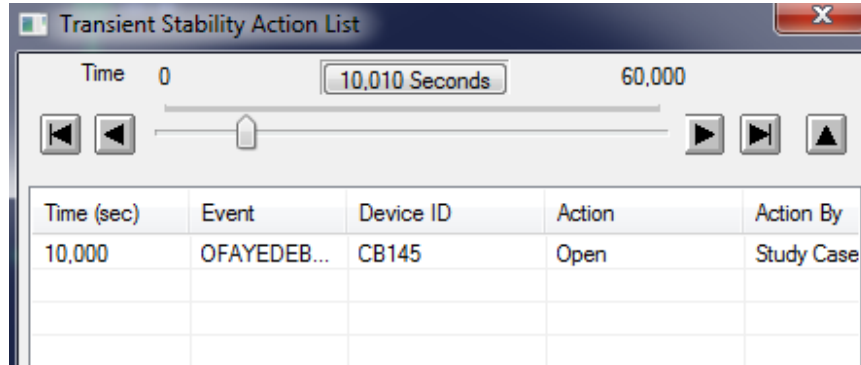 Transient Stability Action List
Time 0 10,010 Seconds 60,000
Time (sec) Event Device ID Action Action By
10,000 OFAYEDEB... CB145 Open Study Case